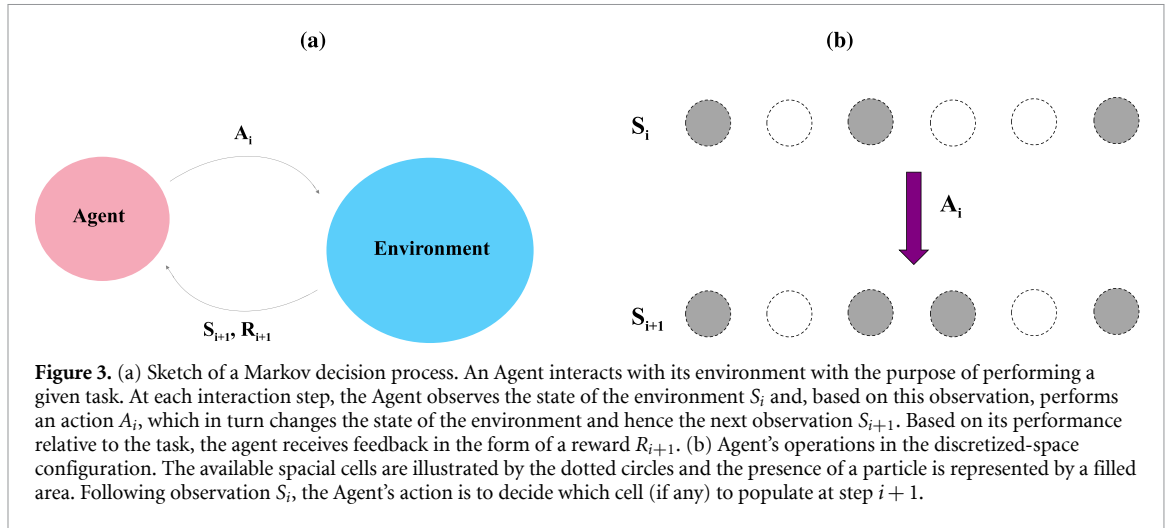 (a)
A_i
Agent
Environment
S_{i+1}, R_{i+1}
(b)
S_i
A_i
S_{i+1}
Figure 3. (a) Sketch of a Markov decision process. An Agent interacts with its environment with the purpose of performing a
given task. At each interaction step, the Agent observes the state of the environment S_i and, based on this observation, performs
an action A_i, which in turn changes the state of the environment and hence the next observation S_{i+1}. Based on its performance
relative to the task, the agent receives feedback in the form of a reward R_{i+1}. (b) Agent’s operations in the discretized-space
configuration. The available spacial cells are illustrated by the dotted circles and the presence of a particle is represented by a filled
area. Following observation S_i, the Agent’s action is to decide which cell (if any) to populate at step i + 1.